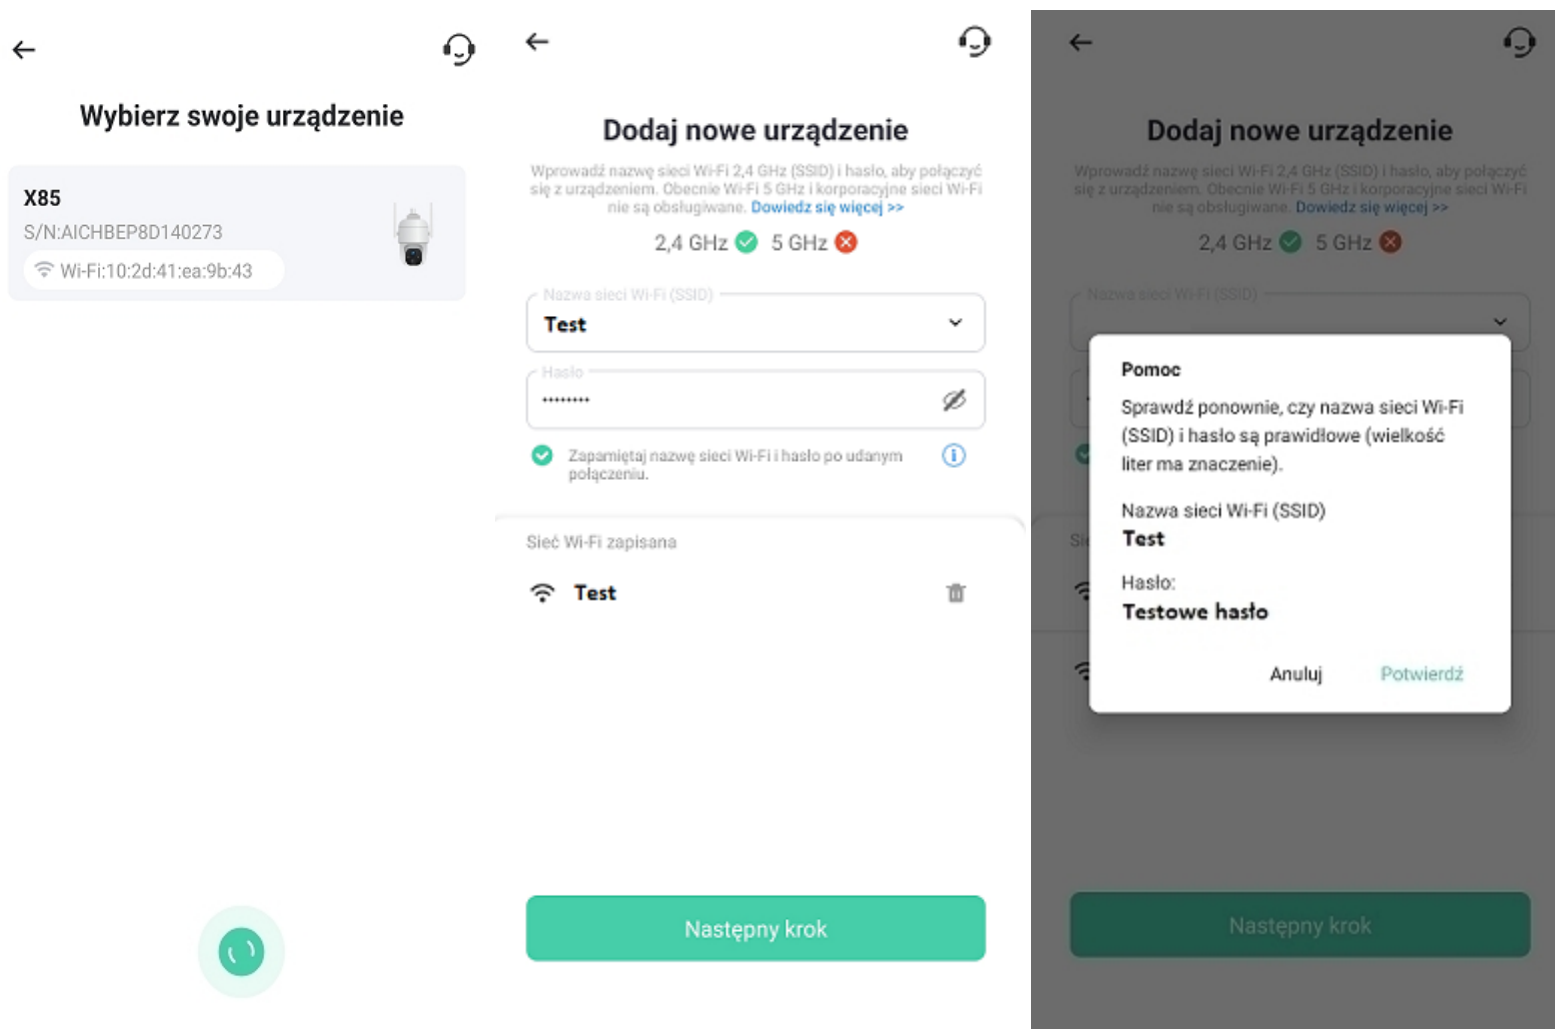 Wybierz swoje urządzenie
X85
S/N:AICHBEP8D140273
Wi-Fi:10:2d:41:ea:9b:43
Dodaj nowe urządzenie
Wprowadź nazwę sieci Wi-Fi 2,4 GHz (SSID) i hasło, aby połączyć
się z urządzeniem. Obecnie Wi-Fi 5 GHz i korporacyjne sieci Wi-Fi
nie są obsługiwane. Dowiedz się więcej >>
2,4 GHz 5 GHz
Nazwa sieci Wi-Fi (SSID)
Test
Hasło
••••••••
Zapamiętaj nazwę sieci Wi-Fi i hasło po udanym
połączeniu.
Sieć Wi-Fi zapisana
Test
Następny krok
Dodaj nowe urządzenie
Wprowadź nazwę sieci Wi-Fi 2,4 GHz (SSID) i hasło, aby połączyć
się z urządzeniem. Obecnie Wi-Fi 5 GHz i korporacyjne sieci Wi-Fi
nie są obsługiwane. Dowiedz się więcej >>
2,4 GHz 5 GHz
Nazwa sieci Wi-Fi (SSID)
Pomoc
Sprawdź ponownie, czy nazwa sieci Wi-Fi
(SSID) i hasło są prawidłowe (wielkość
liter ma znaczenie).
Nazwa sieci Wi-Fi (SSID)
Test
Hasło:
Testowe hasło
Anuluj Potwierdź
Następny krok